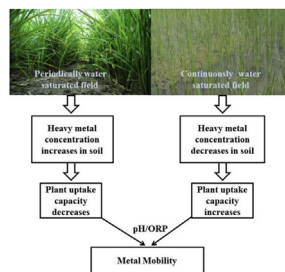 Periodically water
saturated field
Continuously water
saturated field
Heavy metal
concentration
increases in soil
Heavy metal
concentration
decreases in soil
Plant uptake
capacity
decreases
Plant uptake
capacity
increases
pH/ORP
Metal Mobility